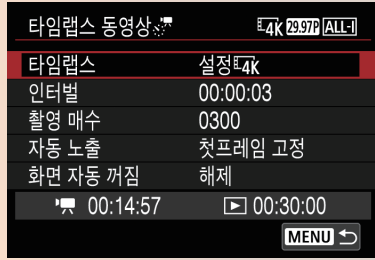 타임랩스 동영상 4K 29.97P ALL-I
타임랩스 설정 4K
인터벌 00:00:03
촬영 매수 0300
자동 노출 첫프레임 고정
화면 자동 꺼짐 해제
00:14:57 00:30:00
MENU